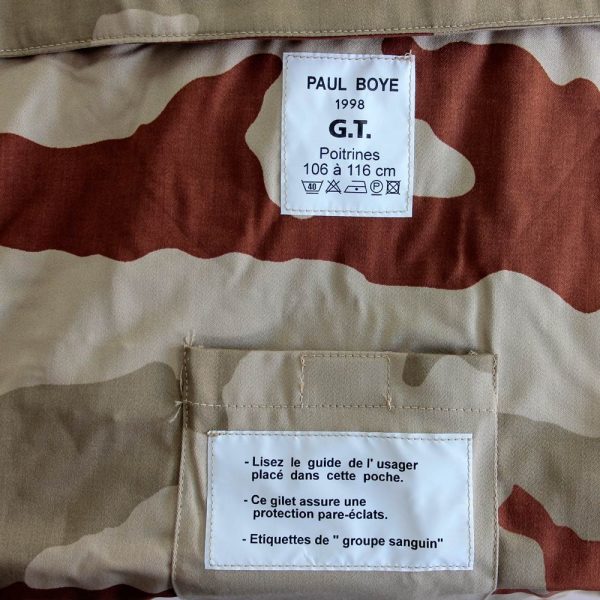 PAUL BOYE
1998
G.T.
Poitrines
106 à 116 cm
40 P
- Lisez le guide de l' usager
placé dans cette poche.
- Ce gilet assure une
protection pare-éclats.
- Etiquettes de " groupe sanguin"